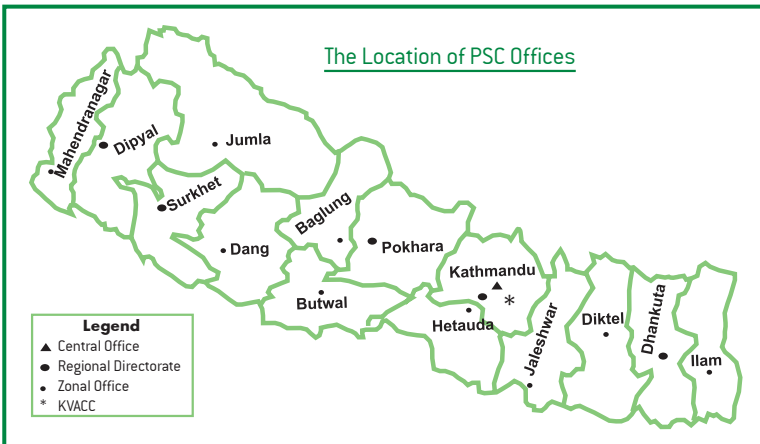 The Location of PSC Offices
Mahendranagar
Dipyal
Jumla
Surkhet
Baglung
Dang
Pokhara
Butwal
Kathmandu
*
Hetauda
Jaleshwar
Diktel
Dhankuta
Ilam
Legend
Central Office
Regional Directorate
Zonal Office
* KVACC